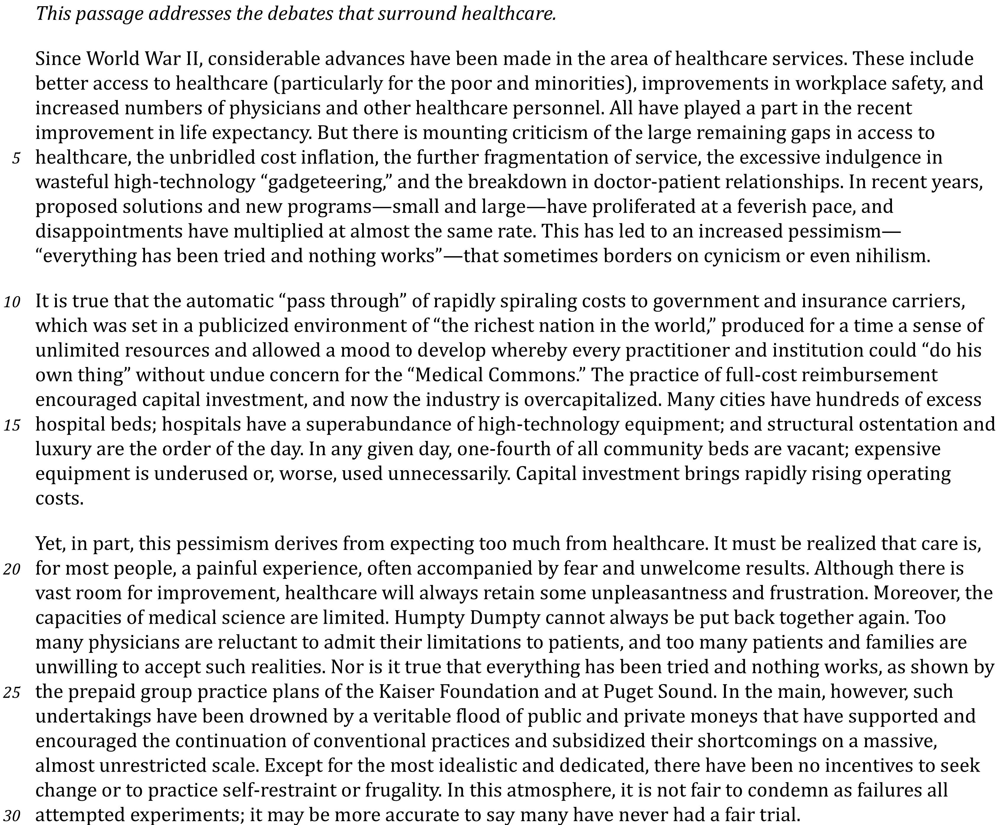 This passage addresses the debates that surround healthcare.
Since World War II, considerable advances have been made in the area of healthcare services. These include
better access to healthcare (particularly for the poor and minorities), improvements in workplace safety, and
increased numbers of physicians and other healthcare personnel. All have played a part in the recent
improvement in life expectancy. But there is mounting criticism of the large remaining gaps in access to
5 healthcare, the unbridled cost inflation, the further fragmentation of service, the excessive indulgence in
wasteful high-technology “gadgeteering,” and the breakdown in doctor-patient relationships. In recent years,
proposed solutions and new programs—small and large—have proliferated at a feverish pace, and
disappointments have multiplied at almost the same rate. This has led to an increased pessimism—
“everything has been tried and nothing works”—that sometimes borders on cynicism or even nihilism.
10 It is true that the automatic “pass through” of rapidly spiraling costs to government and insurance carriers,
which was set in a publicized environment of “the richest nation in the world,” produced for a time a sense of
unlimited resources and allowed a mood to develop whereby every practitioner and institution could “do his
own thing” without undue concern for the “Medical Commons.” The practice of full-cost reimbursement
encouraged capital investment, and now the industry is overcapitalized. Many cities have hundreds of excess
15 hospital beds; hospitals have a superabundance of high-technology equipment; and structural ostentation and
luxury are the order of the day. In any given day, one-fourth of all community beds are vacant; expensive
equipment is underused or, worse, used unnecessarily. Capital investment brings rapidly rising operating
costs.
Yet, in part, this pessimism derives from expecting too much from healthcare. It must be realized that care is,
20 for most people, a painful experience, often accompanied by fear and unwelcome results. Although there is
vast room for improvement, healthcare will always retain some unpleasantness and frustration. Moreover, the
capacities of medical science are limited. Humpty Dumpty cannot always be put back together again. Too
many physicians are reluctant to admit their limitations to patients, and too many patients and families are
unwilling to accept such realities. Nor is it true that everything has been tried and nothing works, as shown by
25 the prepaid group practice plans of the Kaiser Foundation and at Puget Sound. In the main, however, such
undertakings have been drowned by a veritable flood of public and private moneys that have supported and
encouraged the continuation of conventional practices and subsidized their shortcomings on a massive,
almost unrestricted scale. Except for the most idealistic and dedicated, there have been no incentives to seek
change or to practice self-restraint or frugality. In this atmosphere, it is not fair to condemn as failures all
30 attempted experiments; it may be more accurate to say many have never had a fair trial.